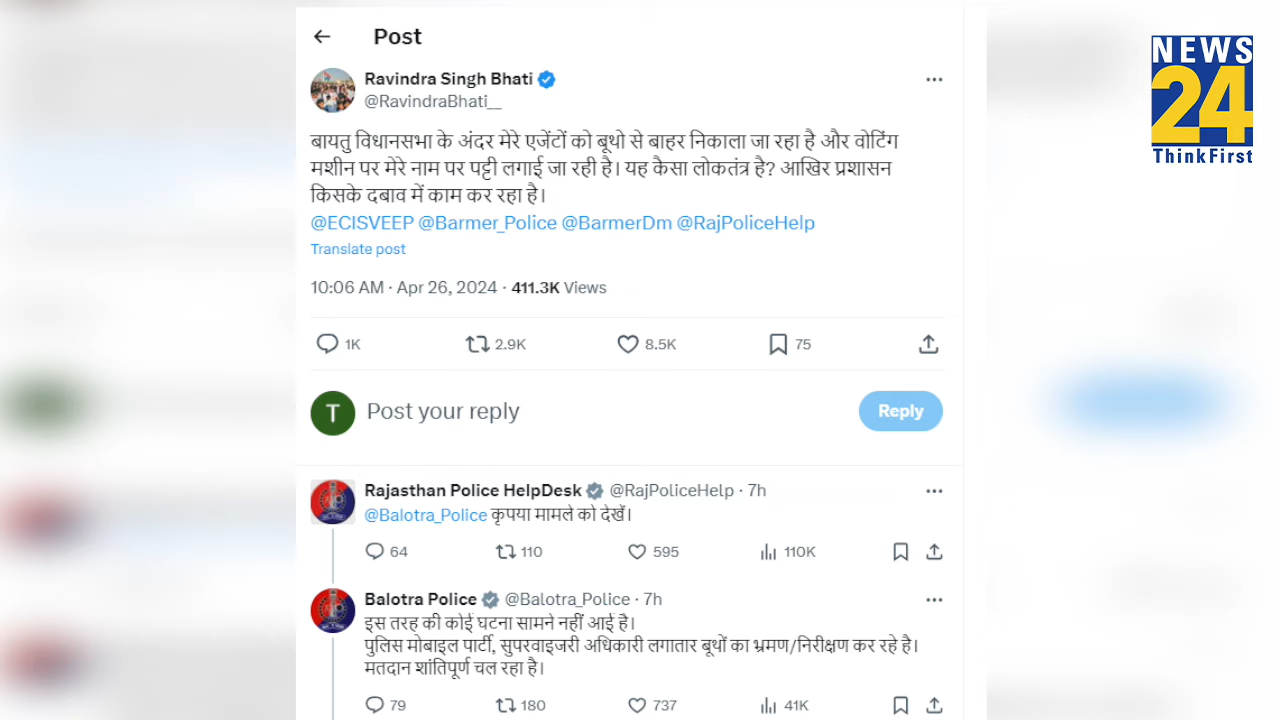 Post
NEWS
24
ThinkFirst
Ravindra Singh Bhati
@RavindraBhati__
बायतु विधानसभा के अंदर मेरे एजेंटों को बूथो से बाहर निकाला जा रहा है और वोटिंग
मशीन पर मेरे नाम पर पट्टी लगाई जा रही है। यह कैसा लोकतंत्र है? आखिर प्रशासन
किसके दबाव में काम कर रहा है।
@ECISVEEP @Barmer_Police @BarmerDm @RajPoliceHelp
Translate post
10:06 AM · Apr 26, 2024 · 411.3K Views
1K 2.9K 8.5K 75
T Post your reply Reply
Rajasthan Police HelpDesk @RajPoliceHelp · 7h
@Balotra_Police कृपया मामले को देखें।
64 110 595 110K
Balotra Police @Balotra_Police · 7h
इस तरह की कोई घटना सामने नहीं आई है।
पुलिस मोबाइल पार्टी, सुपरवाइजरी अधिकारी लगातार बूथों का भ्रमण/निरीक्षण कर रहे है।
मतदान शांतिपूर्ण चल रहा है।
79 180 737 41K